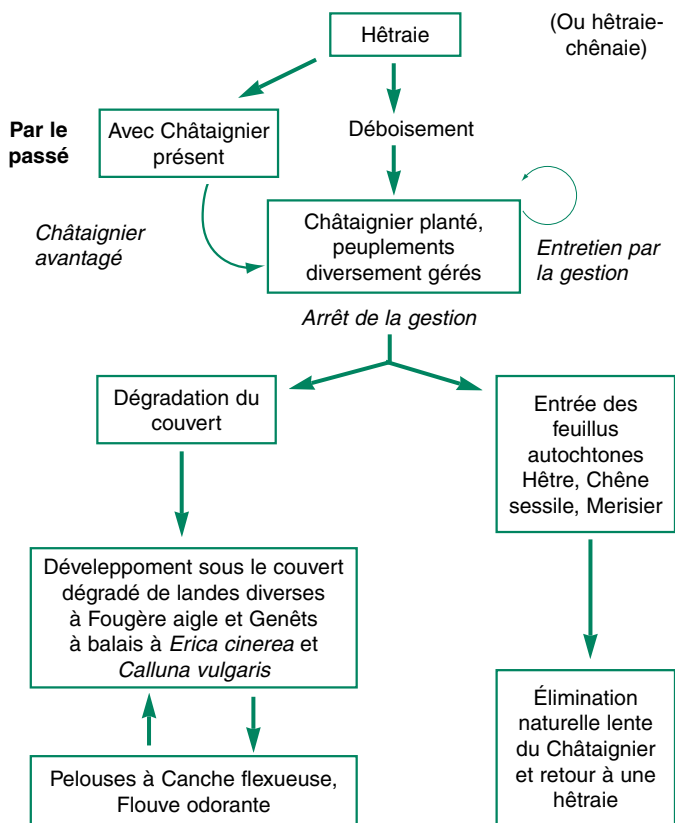 Hêtraie
(Ou hêtraie-
chênaie)
Par le
passé
Avec Châtaignier
présent
Déboisement
Châtaignier
avantagé
Châtaignier planté,
peuplements
diversement gérés
Entretien par
la gestion
Arrêt de la gestion
Dégradation du
couvert
Entrée des
feuillus
autochtones
Hêtre, Chêne
sessile, Merisier
Déveleppoment sous le couvert
dégradé de landes diverses
à Fougère aigle et Genêts
à balais à Erica cinerea et
Calluna vulgaris
Élimination
naturelle lente
du Châtaignier
et retour à une
hêtraie
Pelouses à Canche flexueuse,
Flouve odorante